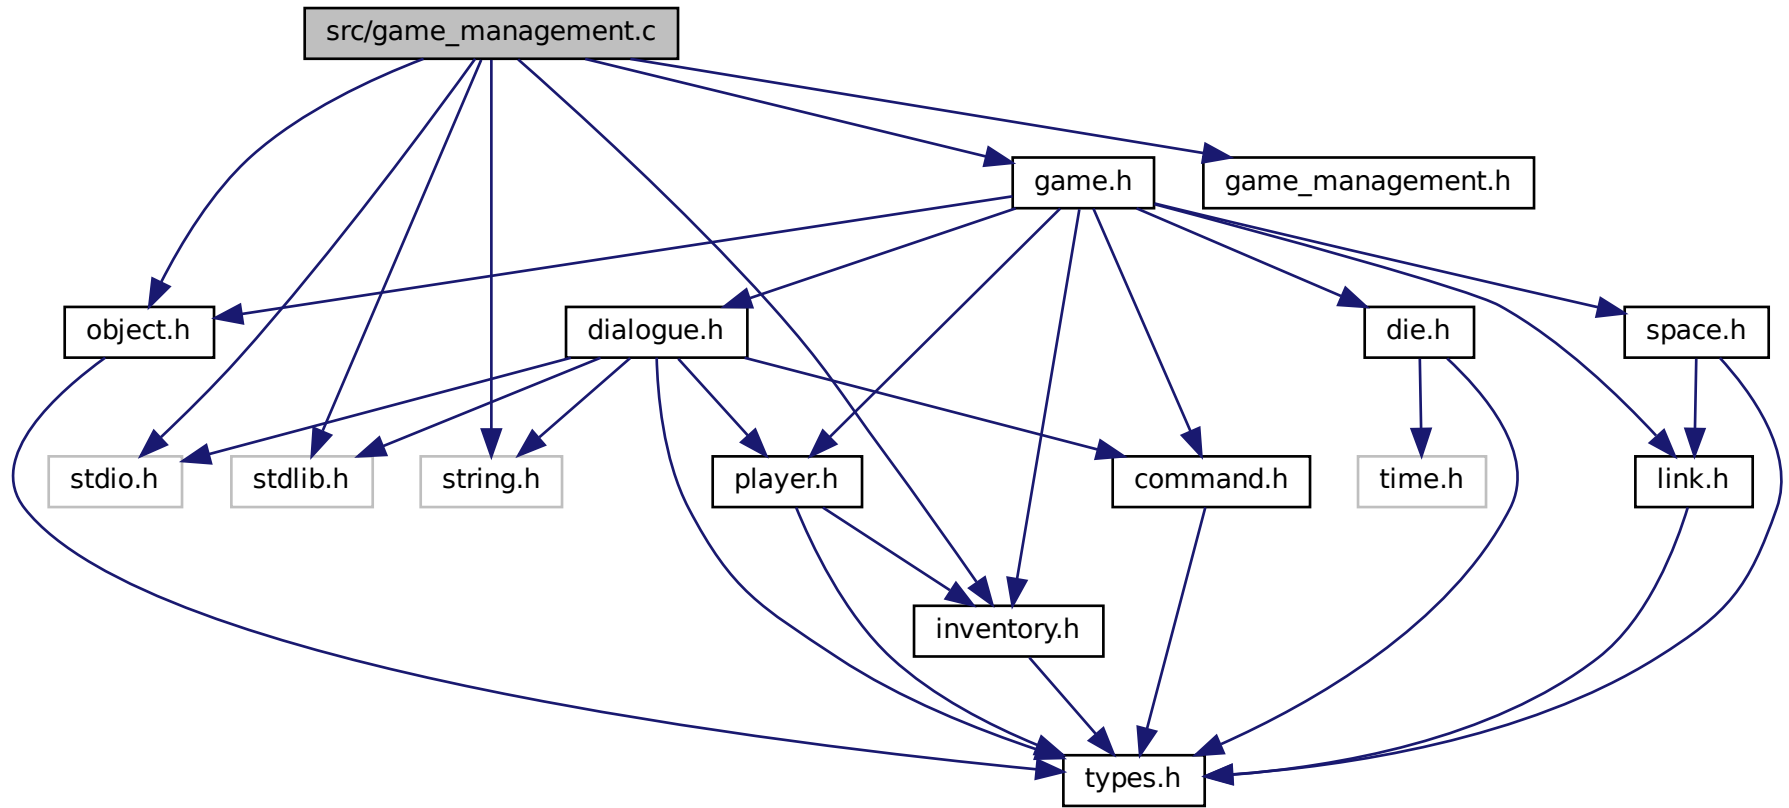 src/game_management.c
game.h
game_management.h
object.h
dialogue.h
die.h
space.h
stdio.h
stdlib.h
string.h
player.h
command.h
time.h
link.h
inventory.h
types.h